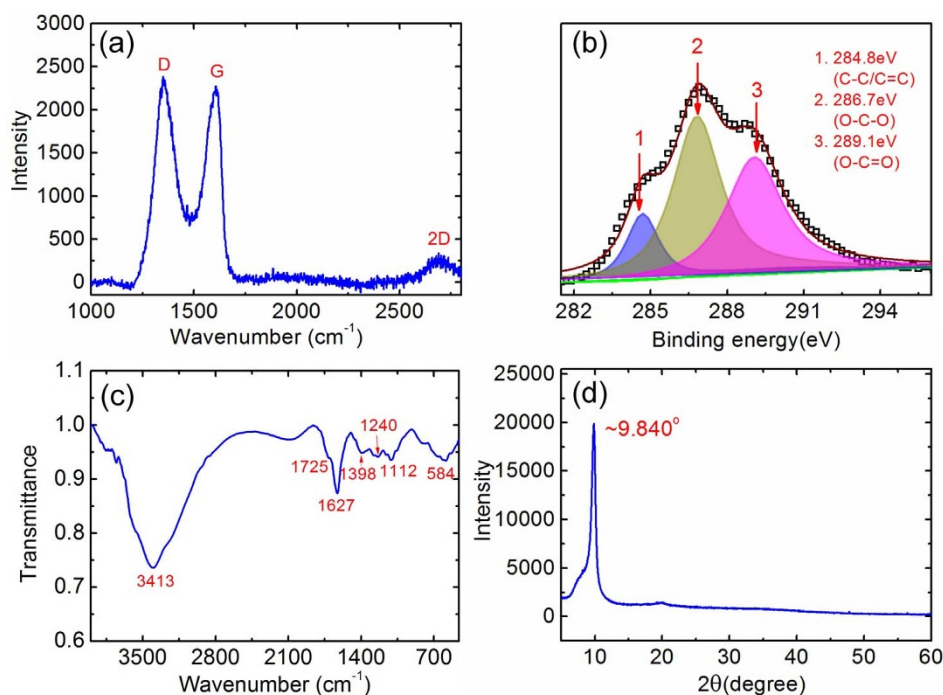 (a)
D
G
2D
3000
2500
2000
1500
1000
500
0
Intensity
1000
1500
2000
2500
Wavenumber (cm⁻¹)
(b)
1
2
3
1. 284.8eV
(C-C/C=C)
2. 286.7eV
(O-C-O)
3. 289.1eV
(O-C=O)
282
285
288
291
294
Binding energy(eV)
(c)
1.1
1.0
0.9
0.8
0.7
0.6
Transmittance
3413
1725
1627
1398
1240
1112
584
3500
2800
2100
1400
700
Wavenumber (cm⁻¹)
(d)
~9.840°
25000
20000
15000
10000
5000
0
Intensity
10
20
30
40
50
60
2θ(degree)